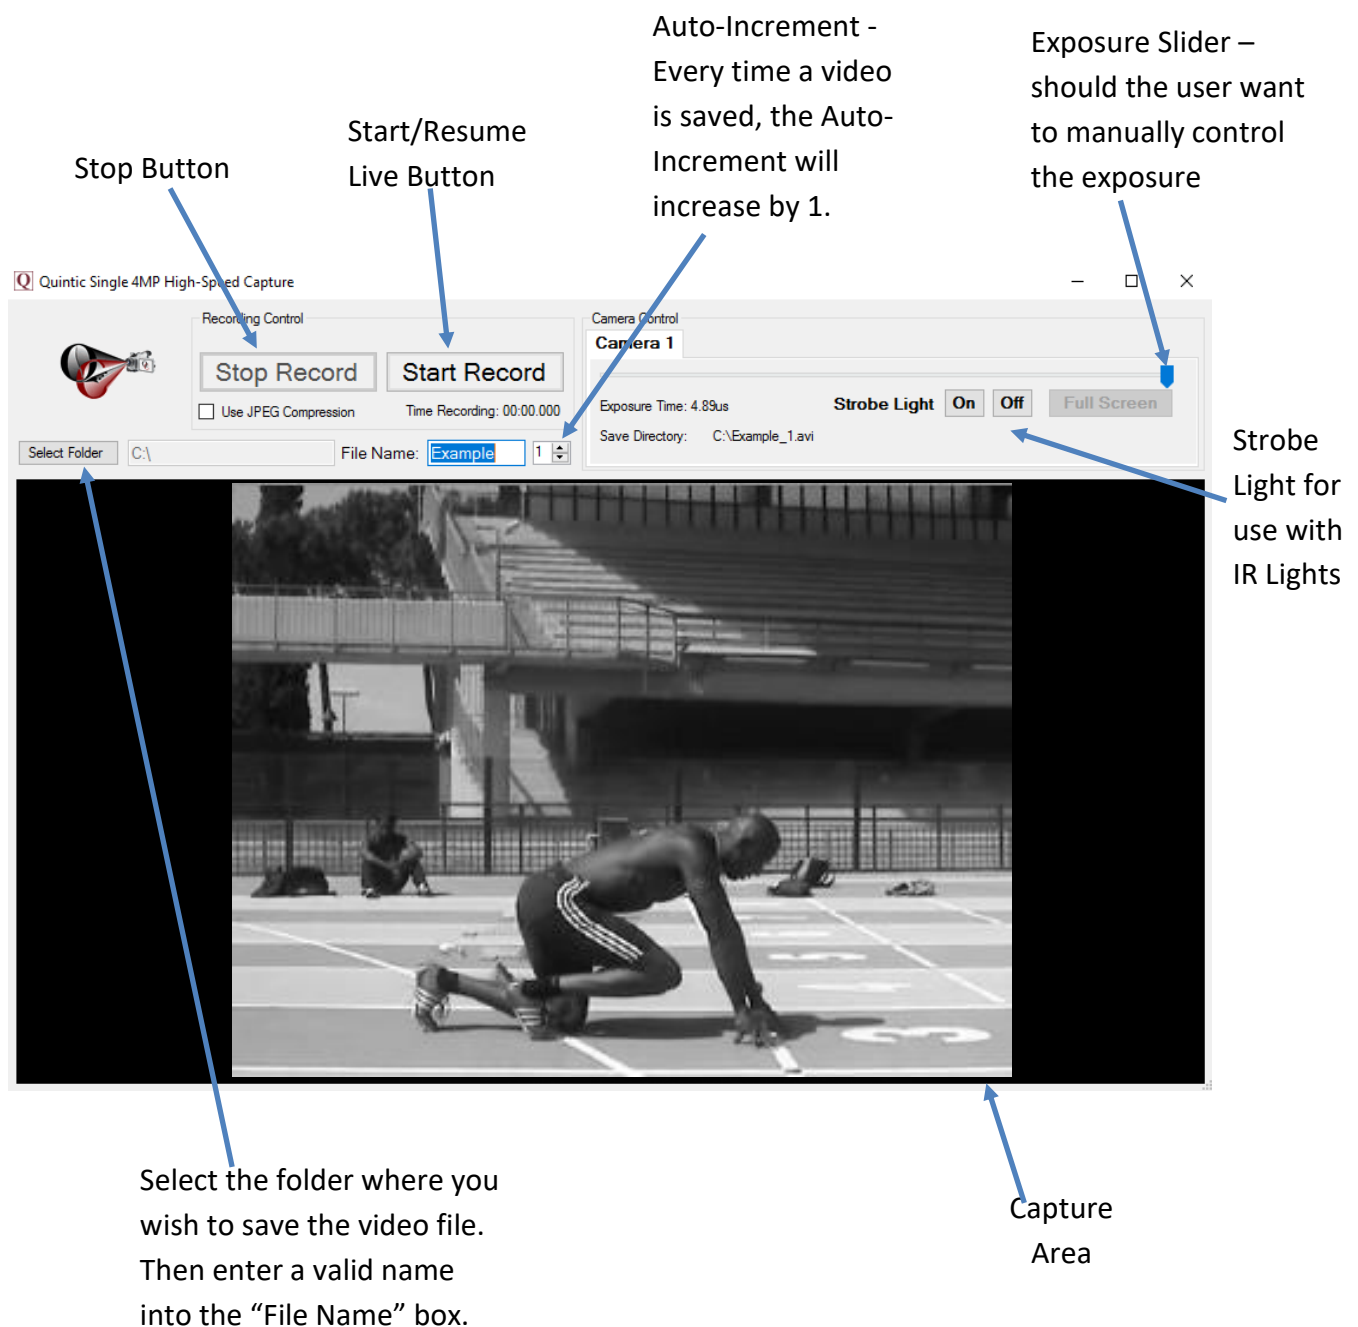 Auto-Increment -
Every time a video
is saved, the Auto-
Increment will
increase by 1.
Exposure Slider –
should the user want
to manually control
the exposure
Start/Resume
Live Button
Stop Button
Q Quintic Single 4MP High-Speed Capture
Recording Control
Stop Record
Start Record
Use JPEG Compression
Time Recording: 00:00.000
Select Folder
C:\
File Name:
Example
1
Camera Control
Camera 1
Exposure Time: 4.89us
Strobe Light
On
Off
Full Screen
Save Directory: C:\Example_1.avi
Strobe
Light for
use with
IR Lights
3
5
Select the folder where you
wish to save the video file.
Then enter a valid name
into the “File Name” box.
Capture
Area